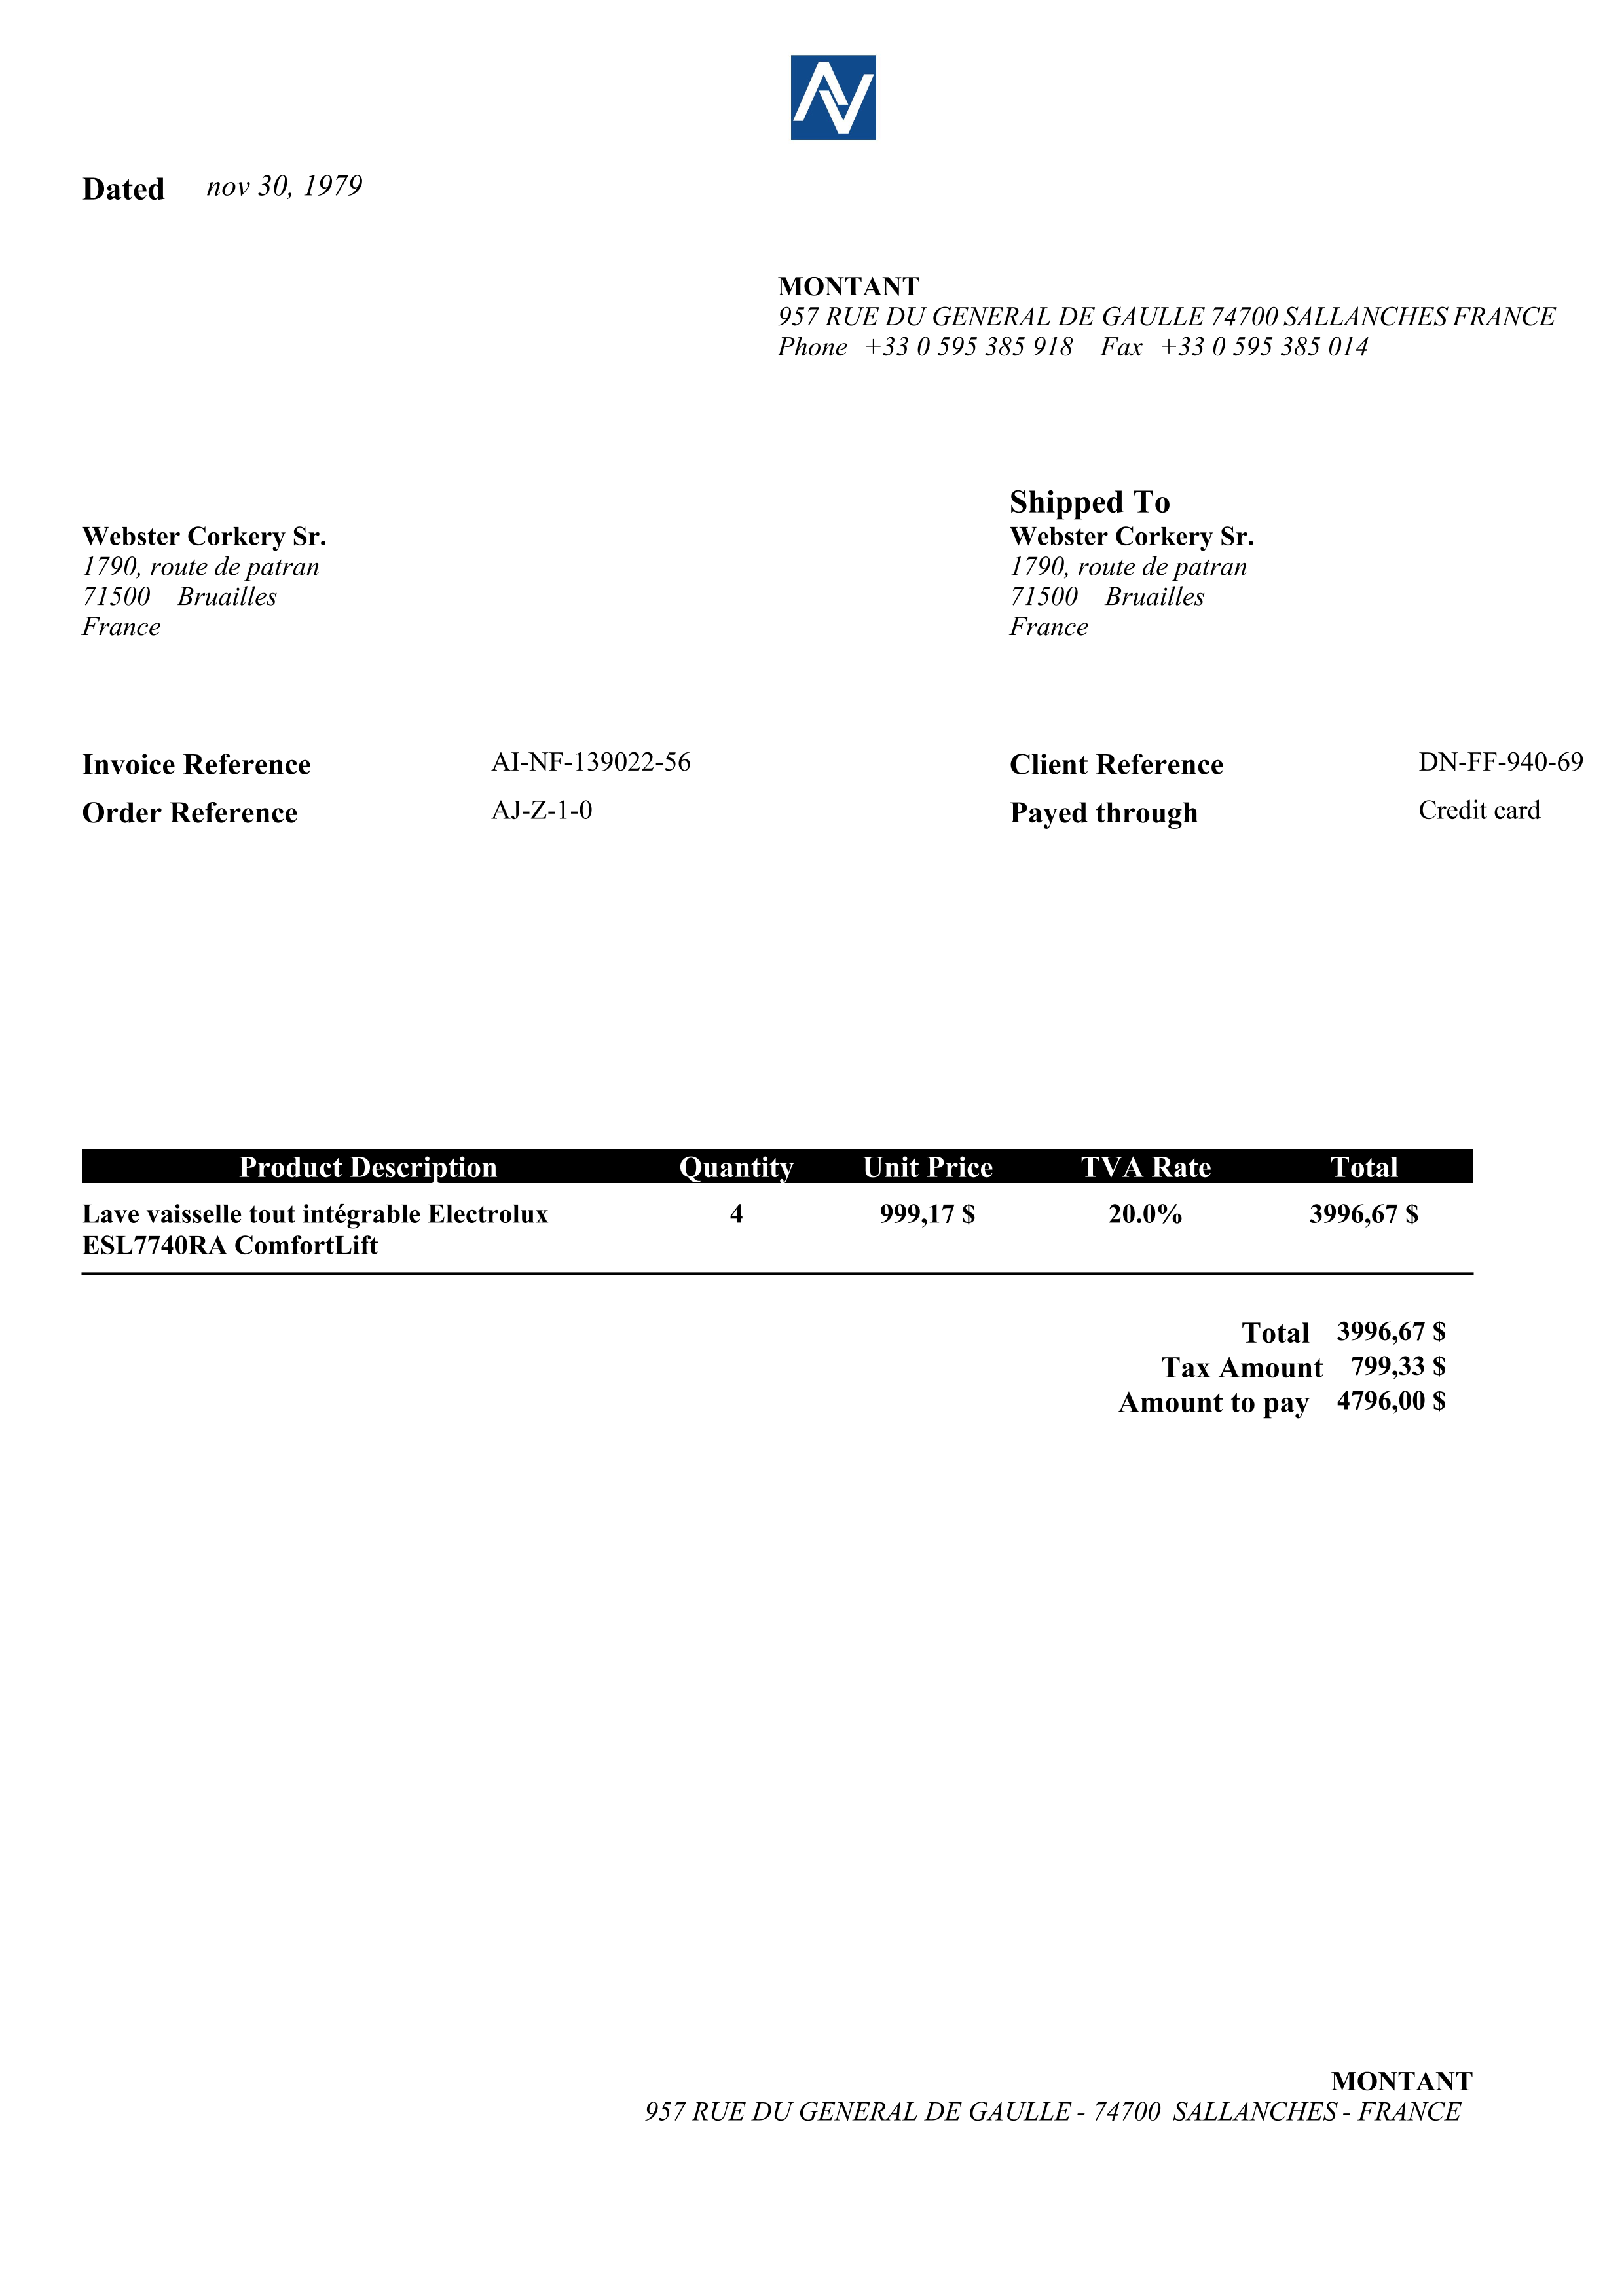 Dated nov 30, 1979
MONTANT
957 RUE DU GENERAL DE GAULLE 74700 SALLANCHES FRANCE
Phone +33 0 595 385 918 Fax +33 0 595 385 014
Webster Corkery Sr.
1790, route de patran
71500 Bruailles
France
Shipped To
Webster Corkery Sr.
1790, route de patran
71500 Bruailles
France
Invoice Reference AI-NF-139022-56 Client Reference DN-FF-940-69
Order Reference AJ-Z-1-0 Payed through Credit card
Product Description Quantity Unit Price TVA Rate Total
Lave vaisselle tout intégrable Electrolux 4 999,17 $ 20.0% 3996,67 $
ESL7740RA ComfortLift
Total 3996,67 $
Tax Amount 799,33 $
Amount to pay 4796,00 $
MONTANT
957 RUE DU GENERAL DE GAULLE - 74700 SALLANCHES - FRANCE